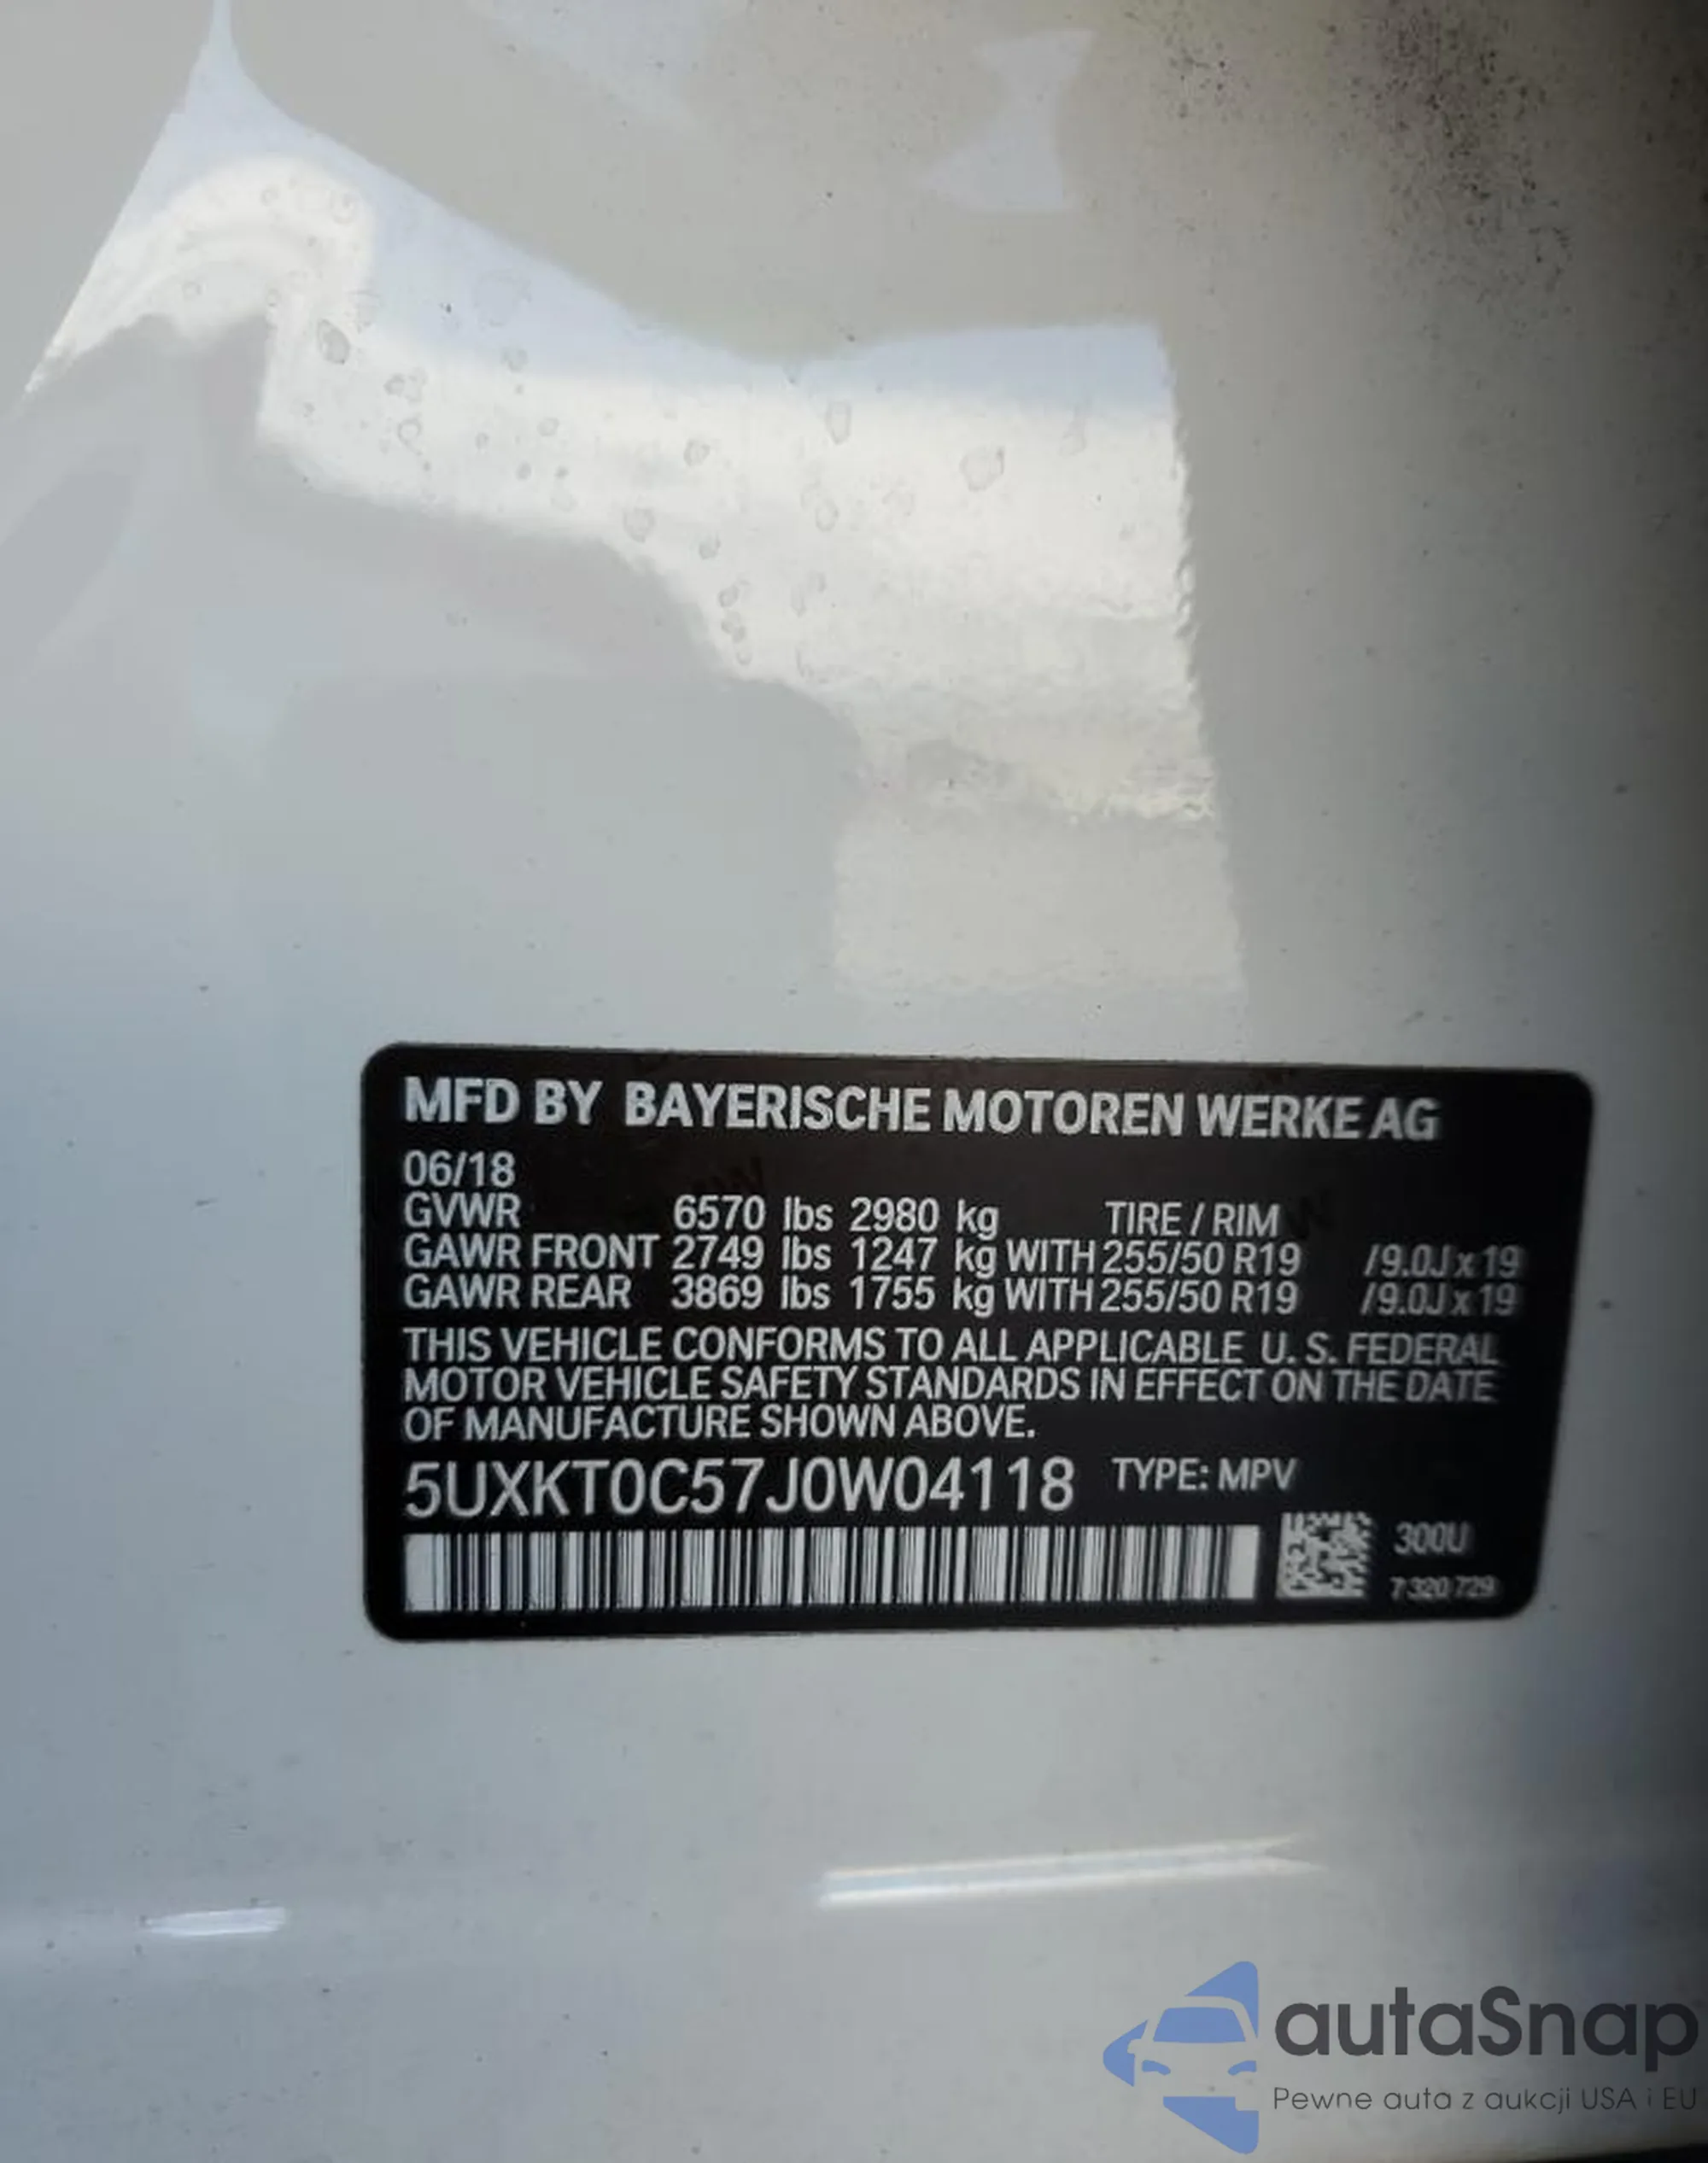 MFD BY BAYERISCHE MOTOREN WERKE AG
06/18
GVWR 6570 lbs 2980 kg TIRE / RIM
GAWR FRONT 2749 lbs 1247 kg WITH 255/50 R19 /9.0J x 19
GAWR REAR 3869 lbs 1755 kg WITH 255/50 R19 /9.0J x 19
THIS VEHICLE CONFORMS TO ALL APPLICABLE U. S. FEDERAL
MOTOR VEHICLE SAFETY STANDARDS IN EFFECT ON THE DATE
OF MANUFACTURE SHOWN ABOVE.
5UXKT0C57J0W04118 TYPE: MPV
300U
7 320 729
autaSnap
Pewne auta z aukcji USA i EU